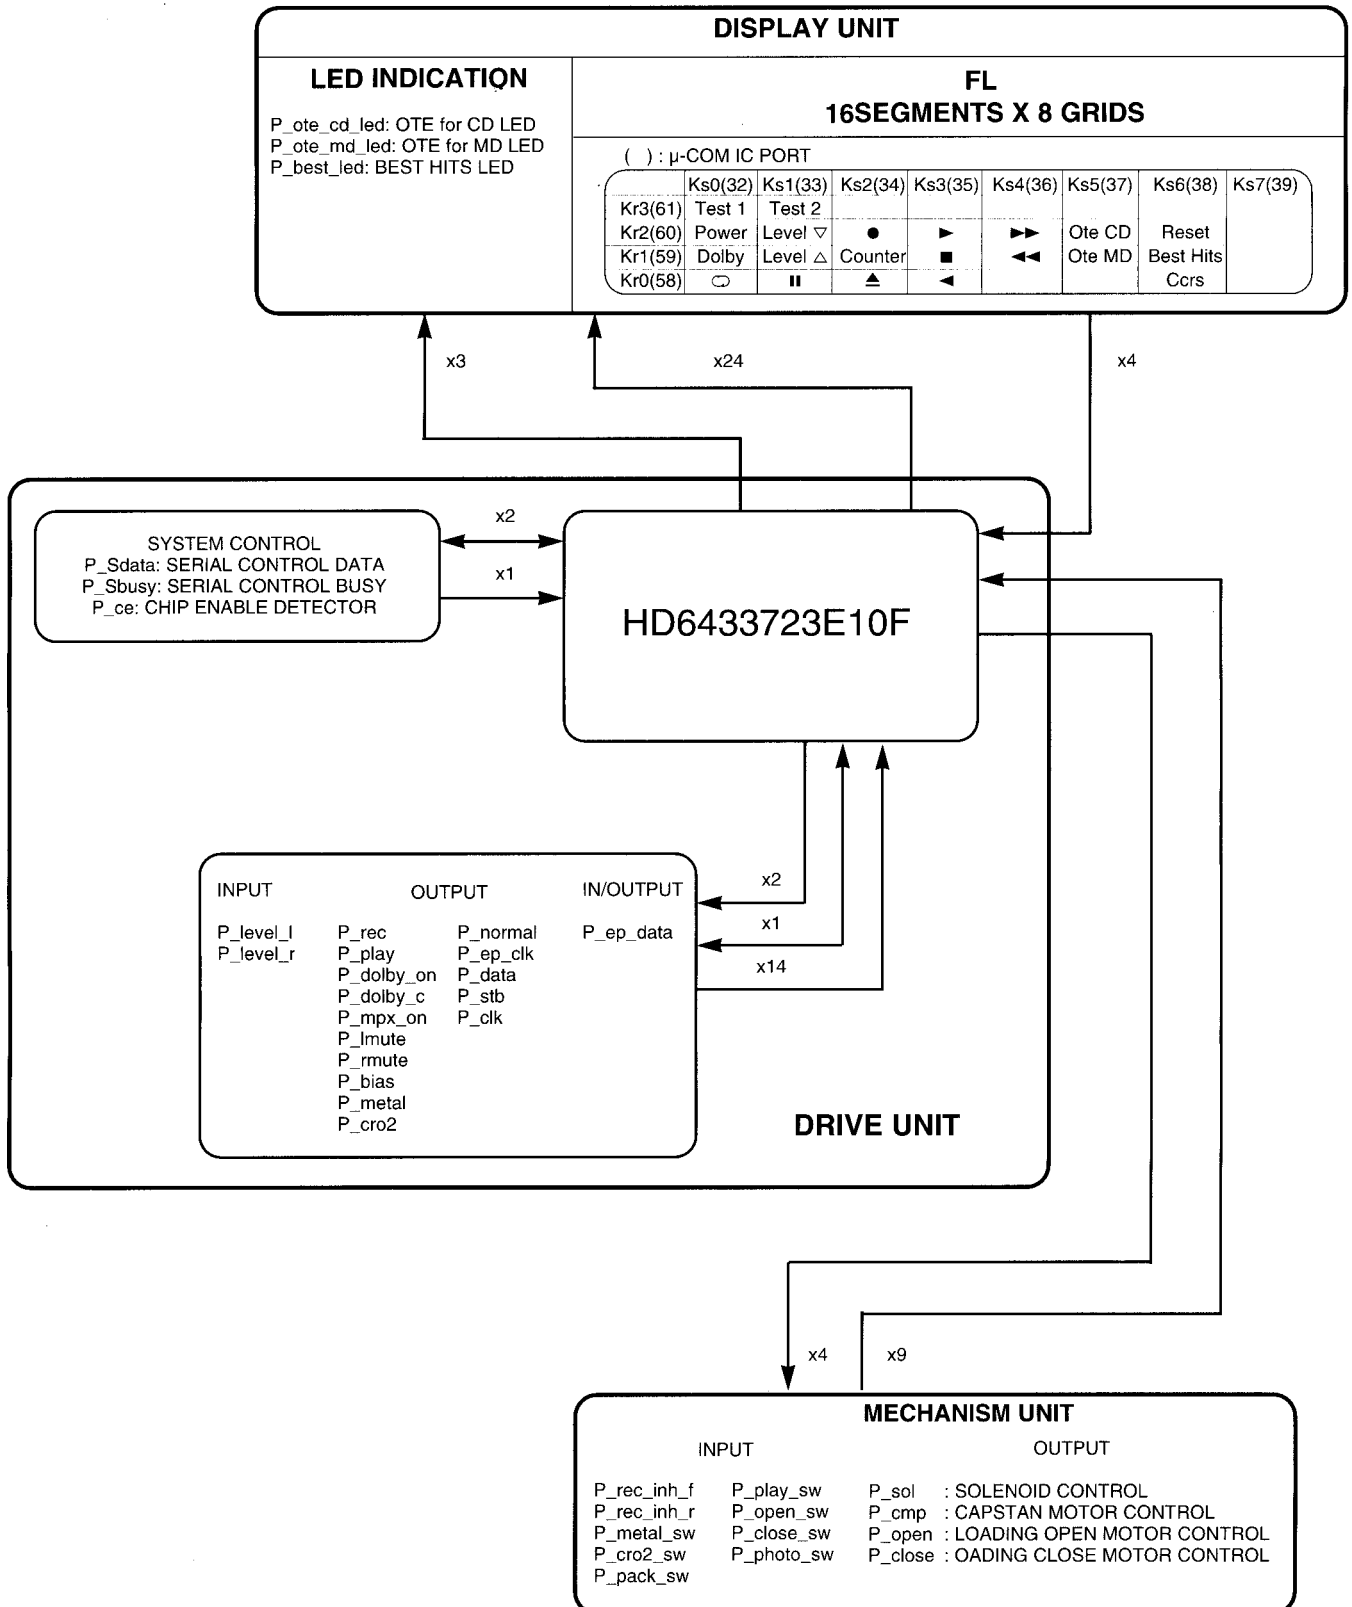 DISPLAY UNIT
LED INDICATION
P_ote_cd_led: OTE for CD LED
P_ote_md_led: OTE for MD LED
P_best_led: BEST HITS LED
FL
16SEGMENTS X 8 GRIDS
( ) : µ-COM IC PORT
Ks0(32) Ks1(33) Ks2(34) Ks3(35) Ks4(36) Ks5(37) Ks6(38) Ks7(39)
Kr3(61) Test 1 Test 2
Kr2(60) Power Level ▽ ● ► ►► Ote CD Reset
Kr1(59) Dolby Level △ Counter ■ ◄◄ Ote MD Best Hits
Kr0(58) ⊂⊃ II ≜ ◄ Ccrs
x3
x24
x4
x2
x1
SYSTEM CONTROL
P_Sdata: SERIAL CONTROL DATA
P_Sbusy: SERIAL CONTROL BUSY
P_ce: CHIP ENABLE DETECTOR
HD6433723E10F
x2
x1
x14
INPUT OUTPUT IN/OUTPUT
P_level_l P_rec P_normal P_ep_data
P_level_r P_play P_ep_clk
P_dolby_on P_data
P_dolby_c P_stb
P_mpx_on P_clk
P_lmute
P_rmute
P_bias
P_metal
P_cro2
DRIVE UNIT
x4
x9
MECHANISM UNIT
INPUT OUTPUT
P_rec_inh_f P_play_sw P_sol : SOLENOID CONTROL
P_rec_inh_r P_open_sw P_cmp : CAPSTAN MOTOR CONTROL
P_metal_sw P_close_sw P_open : LOADING OPEN MOTOR CONTROL
P_cro2_sw P_photo_sw P_close : OADING CLOSE MOTOR CONTROL
P_pack_sw